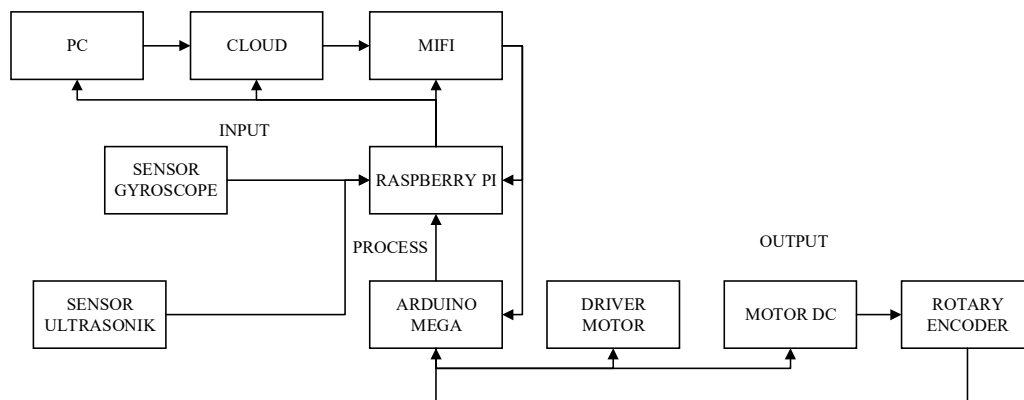 PC
CLOUD
MIFI
INPUT
SENSOR
GYROSCOPE
RASPBERRY PI
PROCESS
OUTPUT
SENSOR
ULTRASONIK
ARDUINO
MEGA
DRIVER
MOTOR
MOTOR DC
ROTARY
ENCODER